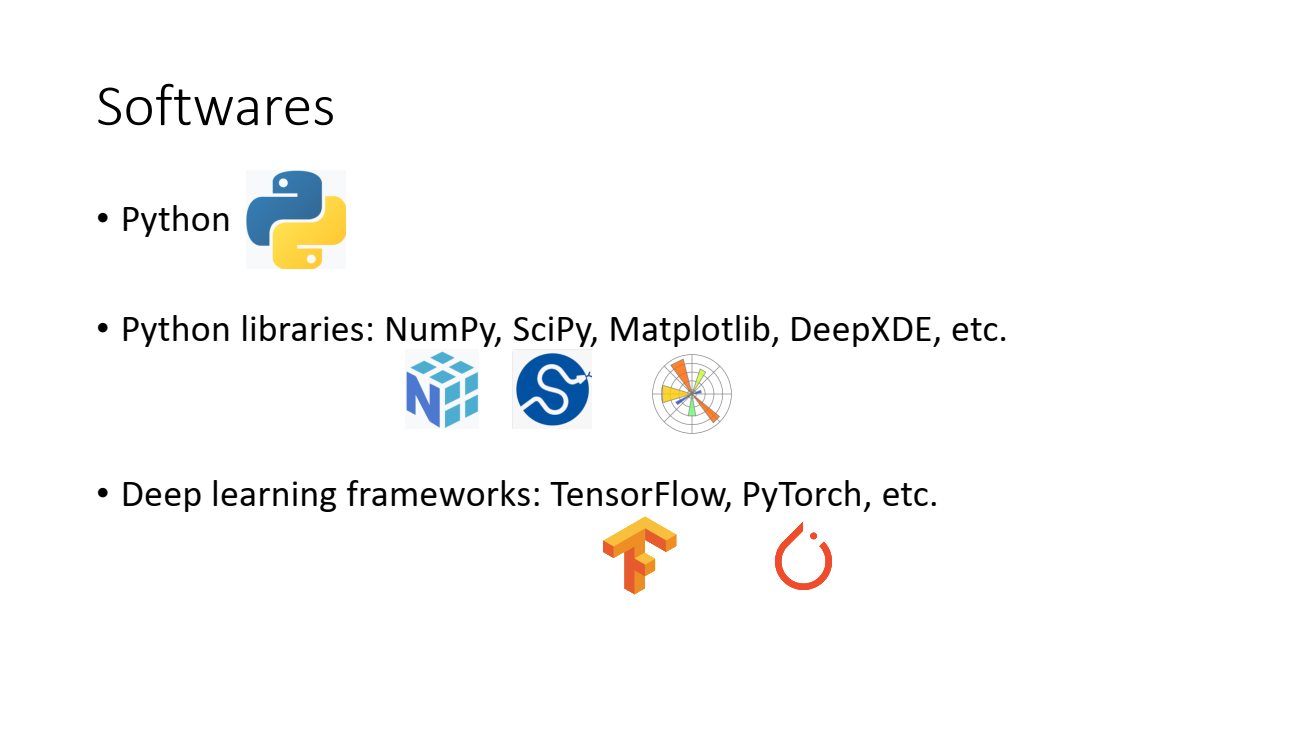 Softwares
• Python
• Python libraries: NumPy, SciPy, Matplotlib, DeepXDE, etc.
• Deep learning frameworks: TensorFlow, PyTorch, etc.